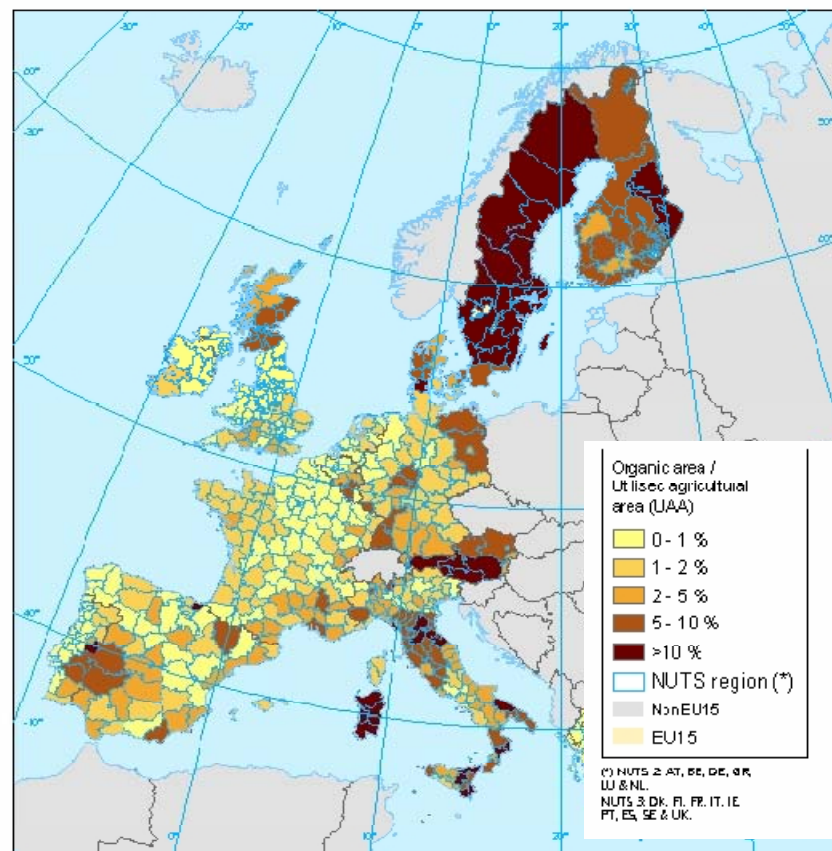 Organic area /
Utilisec agricultural
area (UAA)
0 - 1 %
1 - 2 %
2 - 5 %
5 - 10 %
>10 %
NUTS region (*)
NonEU15
EU15
(*) NUTS 2: AT, BE, DE, GR,
LU & NL.
NUTS 3: DK, FI, FR, IT, IE
PT, ES, SE & UK.